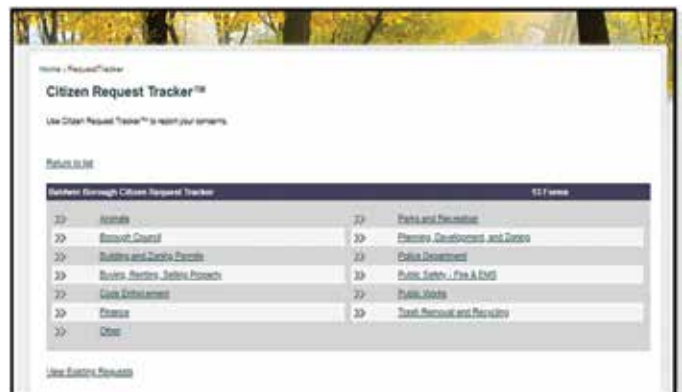 Home › RequestTracker
Citizen Request Tracker™
Use Citizen Request Tracker™ to report your concerns.
Return to list
Baldwin Borough Citizen Request Tracker 13 Forms
>> Animals >> Parks and Recreation
>> Borough Council >> Planning, Development, and Zoning
>> Building and Zoning Permits >> Police Department
>> Buying, Renting, Selling Property >> Public Safety - Fire & EMS
>> Code Enforcement >> Public Works
>> Finance >> Trash Removal and Recycling
>> Other
View Existing Requests